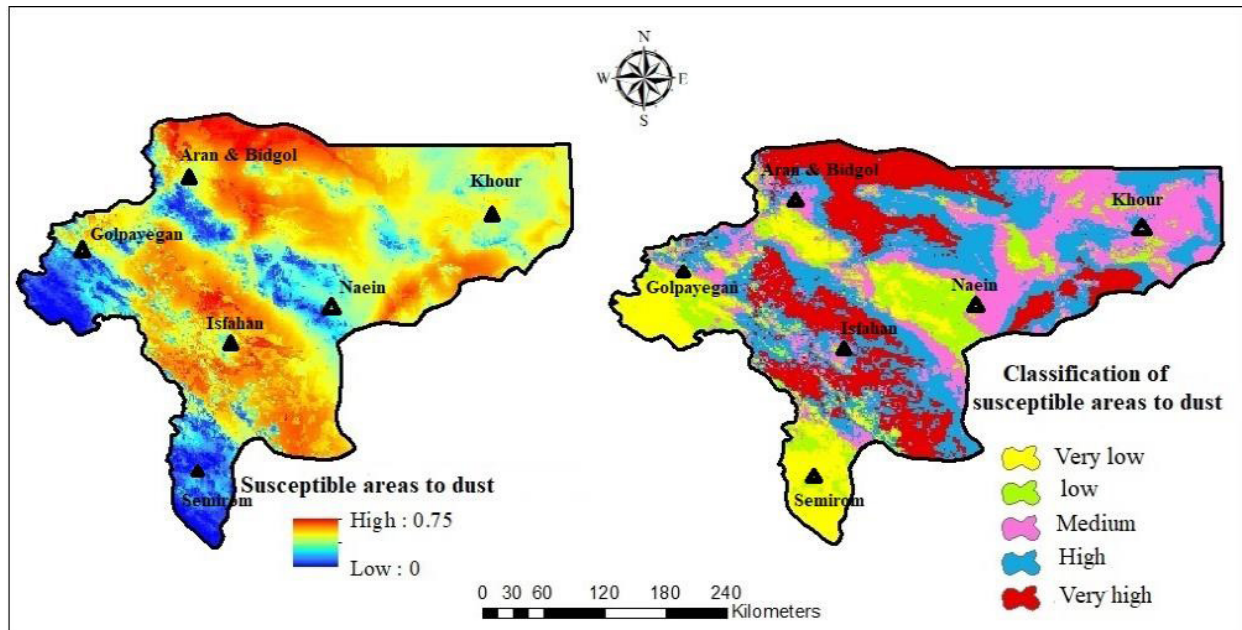 N
W E
S
Aran & Bidgol
Khour
Golpayegan
Naein
Isfahan
Semirom
Susceptible areas to dust
High : 0.75
Low : 0
Aran & Bidgol
Khour
Golpayegan
Naein
Isfahan
Semirom
Classification of
susceptible areas to dust
Very low
low
Medium
High
Very high
0 30 60 120 180 240
Kilometers